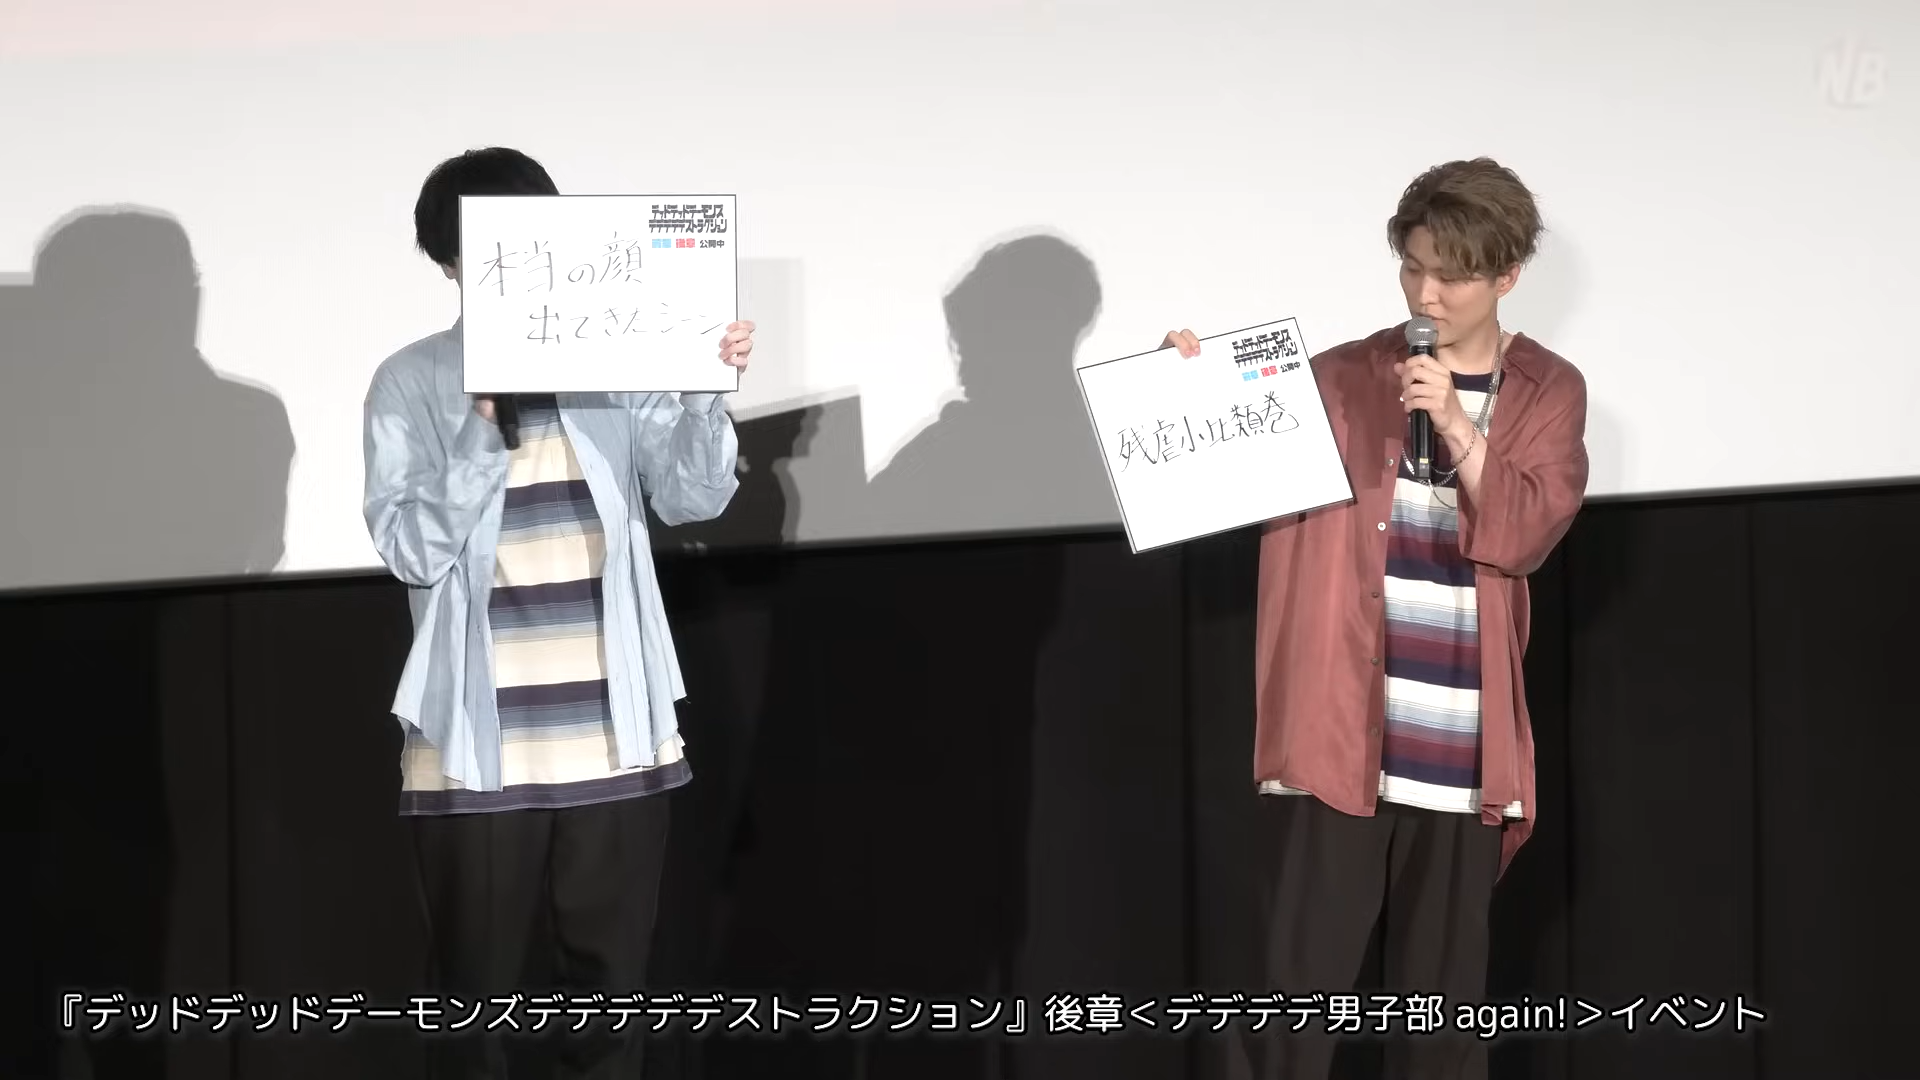 NB
デッドデッドデーモンズ
デデデデデストラクション
前章 後章 公開中
本当の顔
出てきたシーン
デッドデッドデーモンズ
デデデデデストラクション
前章 後章 公開中
残虐小比類巻
『デッドデッドデーモンズデデデデデストラクション』後章＜デデデデ男子部 again!＞イベント